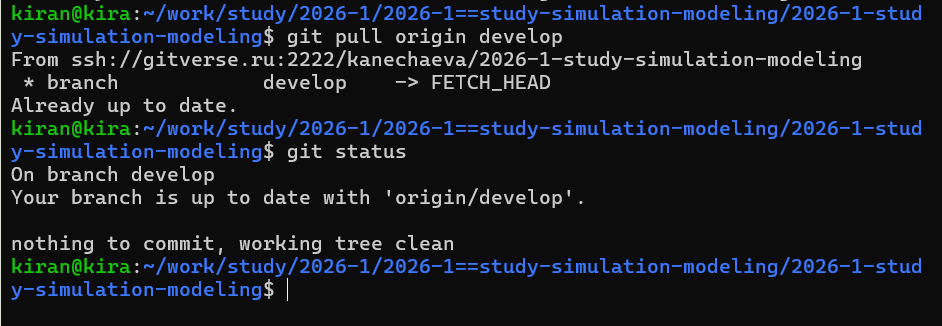 kiran@kira:~/work/study/2026-1/2026-1==study-simulation-modeling/2026-1-stud
y-simulation-modeling$ git pull origin develop
From ssh://gitverse.ru:2222/kanechaeva/2026-1-study-simulation-modeling
 * branch            develop    -> FETCH_HEAD
Already up to date.
kiran@kira:~/work/study/2026-1/2026-1==study-simulation-modeling/2026-1-stud
y-simulation-modeling$ git status
On branch develop
Your branch is up to date with 'origin/develop'.

nothing to commit, working tree clean
kiran@kira:~/work/study/2026-1/2026-1==study-simulation-modeling/2026-1-stud
y-simulation-modeling$